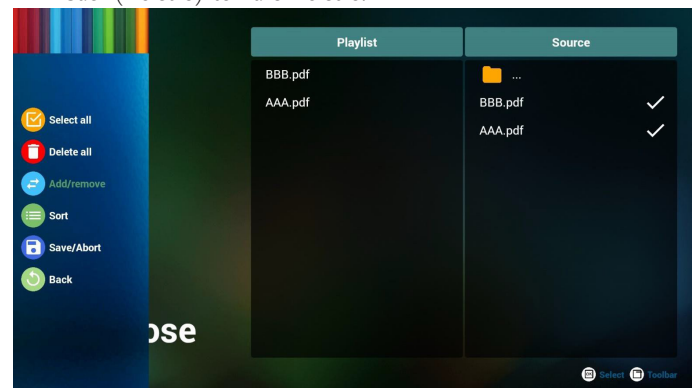 Playlist
Source
BBB.pdf
AAA.pdf
...
BBB.pdf
AAA.pdf
Select all
Delete all
Add/remove
Sort
Save/Abort
Back
ose
Select
Toolbar